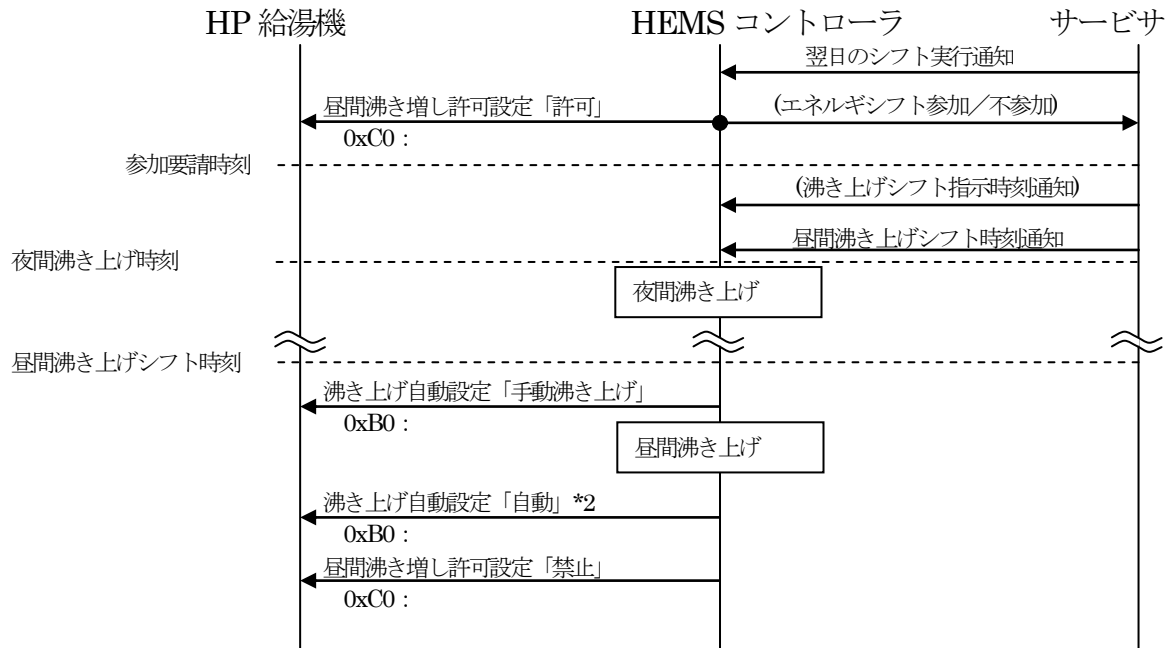 HP 給湯機
HEMS コントローラ
サービサ
翌日のシフト実行通知
昼間沸き増し許可設定「許可」
(エネルギシフト参加／不参加)
0xC0：
参加要請時刻
(沸き上げシフト指示時刻通知)
昼間沸き上げシフト時刻通知
夜間沸き上げ時刻
夜間沸き上げ
昼間沸き上げシフト時刻
沸き上げ自動設定「手動沸き上げ」
0xB0：
昼間沸き上げ
沸き上げ自動設定「自動」*2
0xB0：
昼間沸き増し許可設定「禁止」
0xC0：